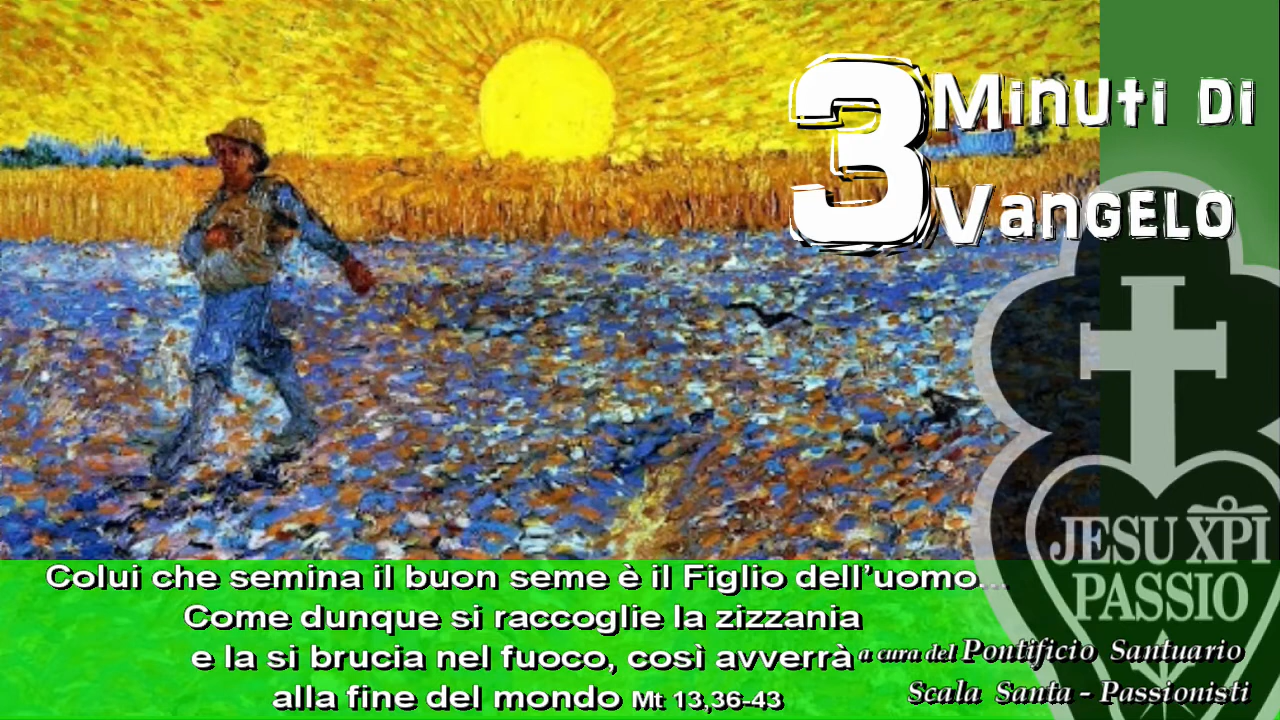 3 Minuti Di
Vangelo
JESU XPI
PASSIO
Colui che semina il buon seme è il Figlio dell'uomo...
Come dunque si raccoglie la zizzania
e la si brucia nel fuoco, così avverrà
alla fine del mondo Mt 13,36-43
a cura del Pontificio Santuario
Scala Santa - Passionisti